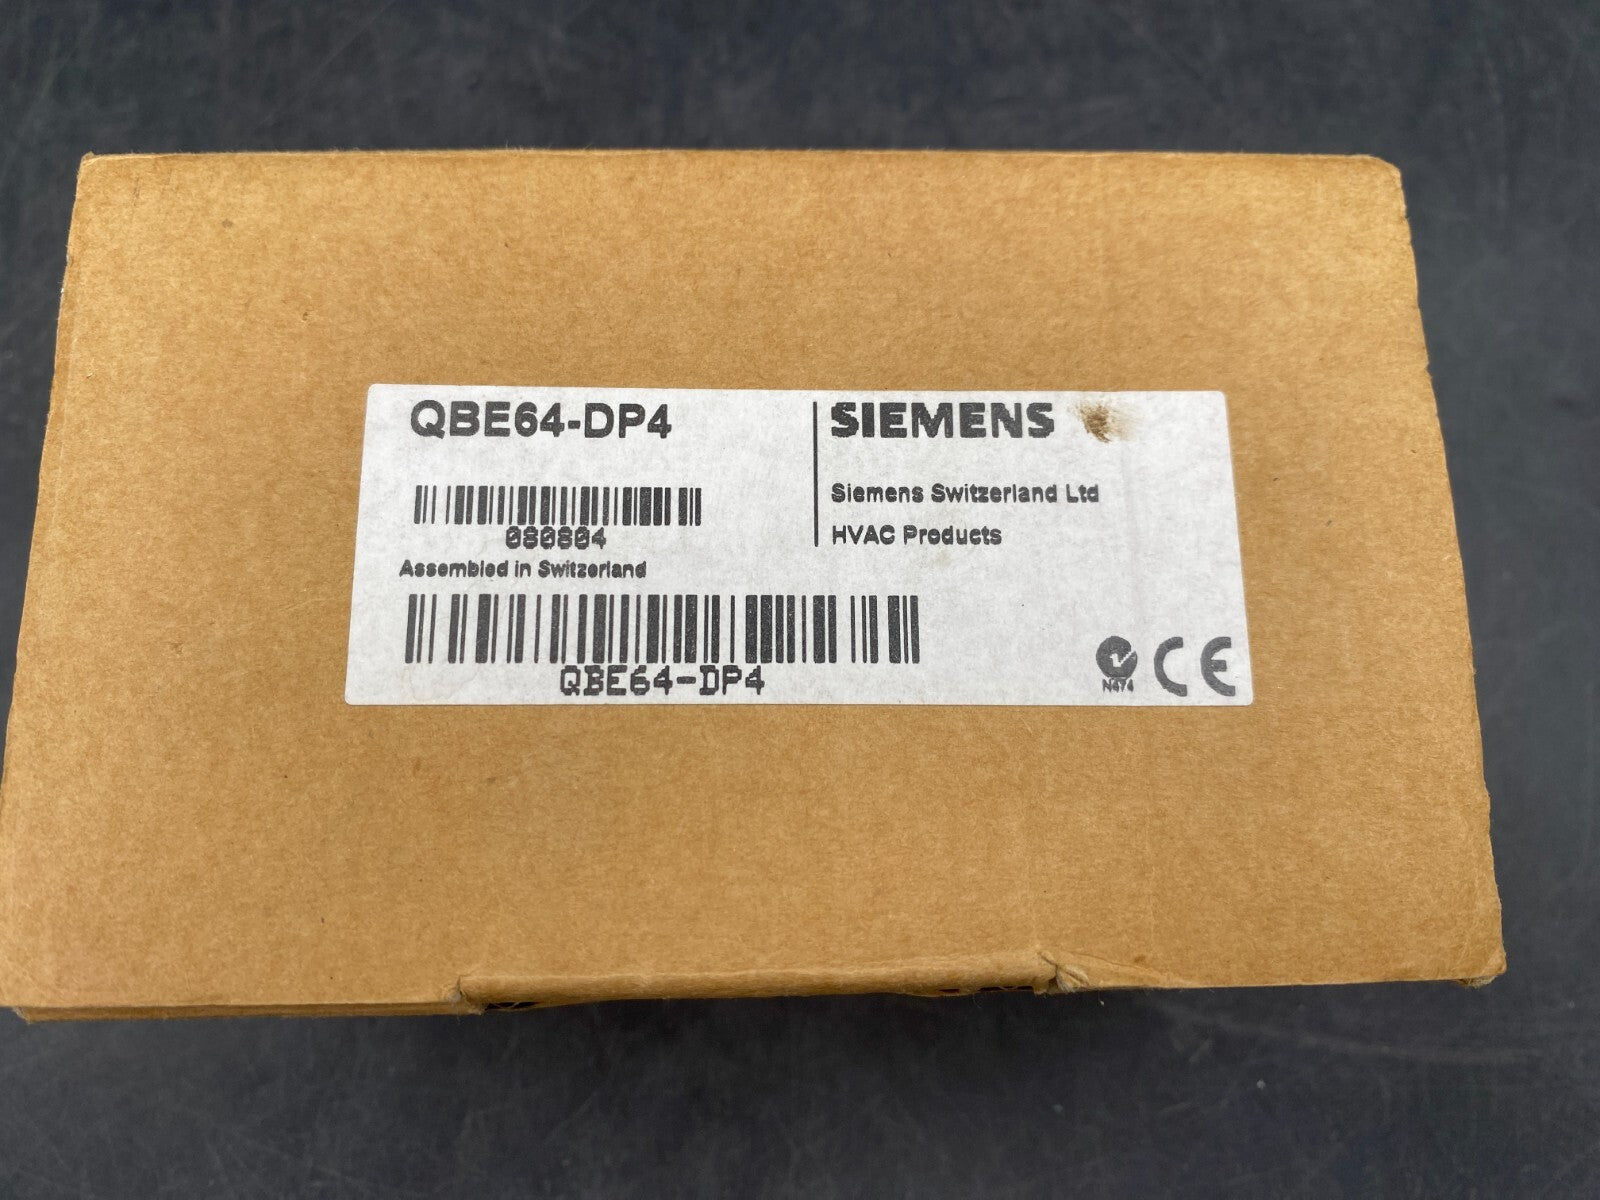 QBE64-DP4
SIEMENS
Siemens Switzerland Ltd
HVAC Products
080804
Assembled in Switzerland
QBE64-DP4
N474
CE